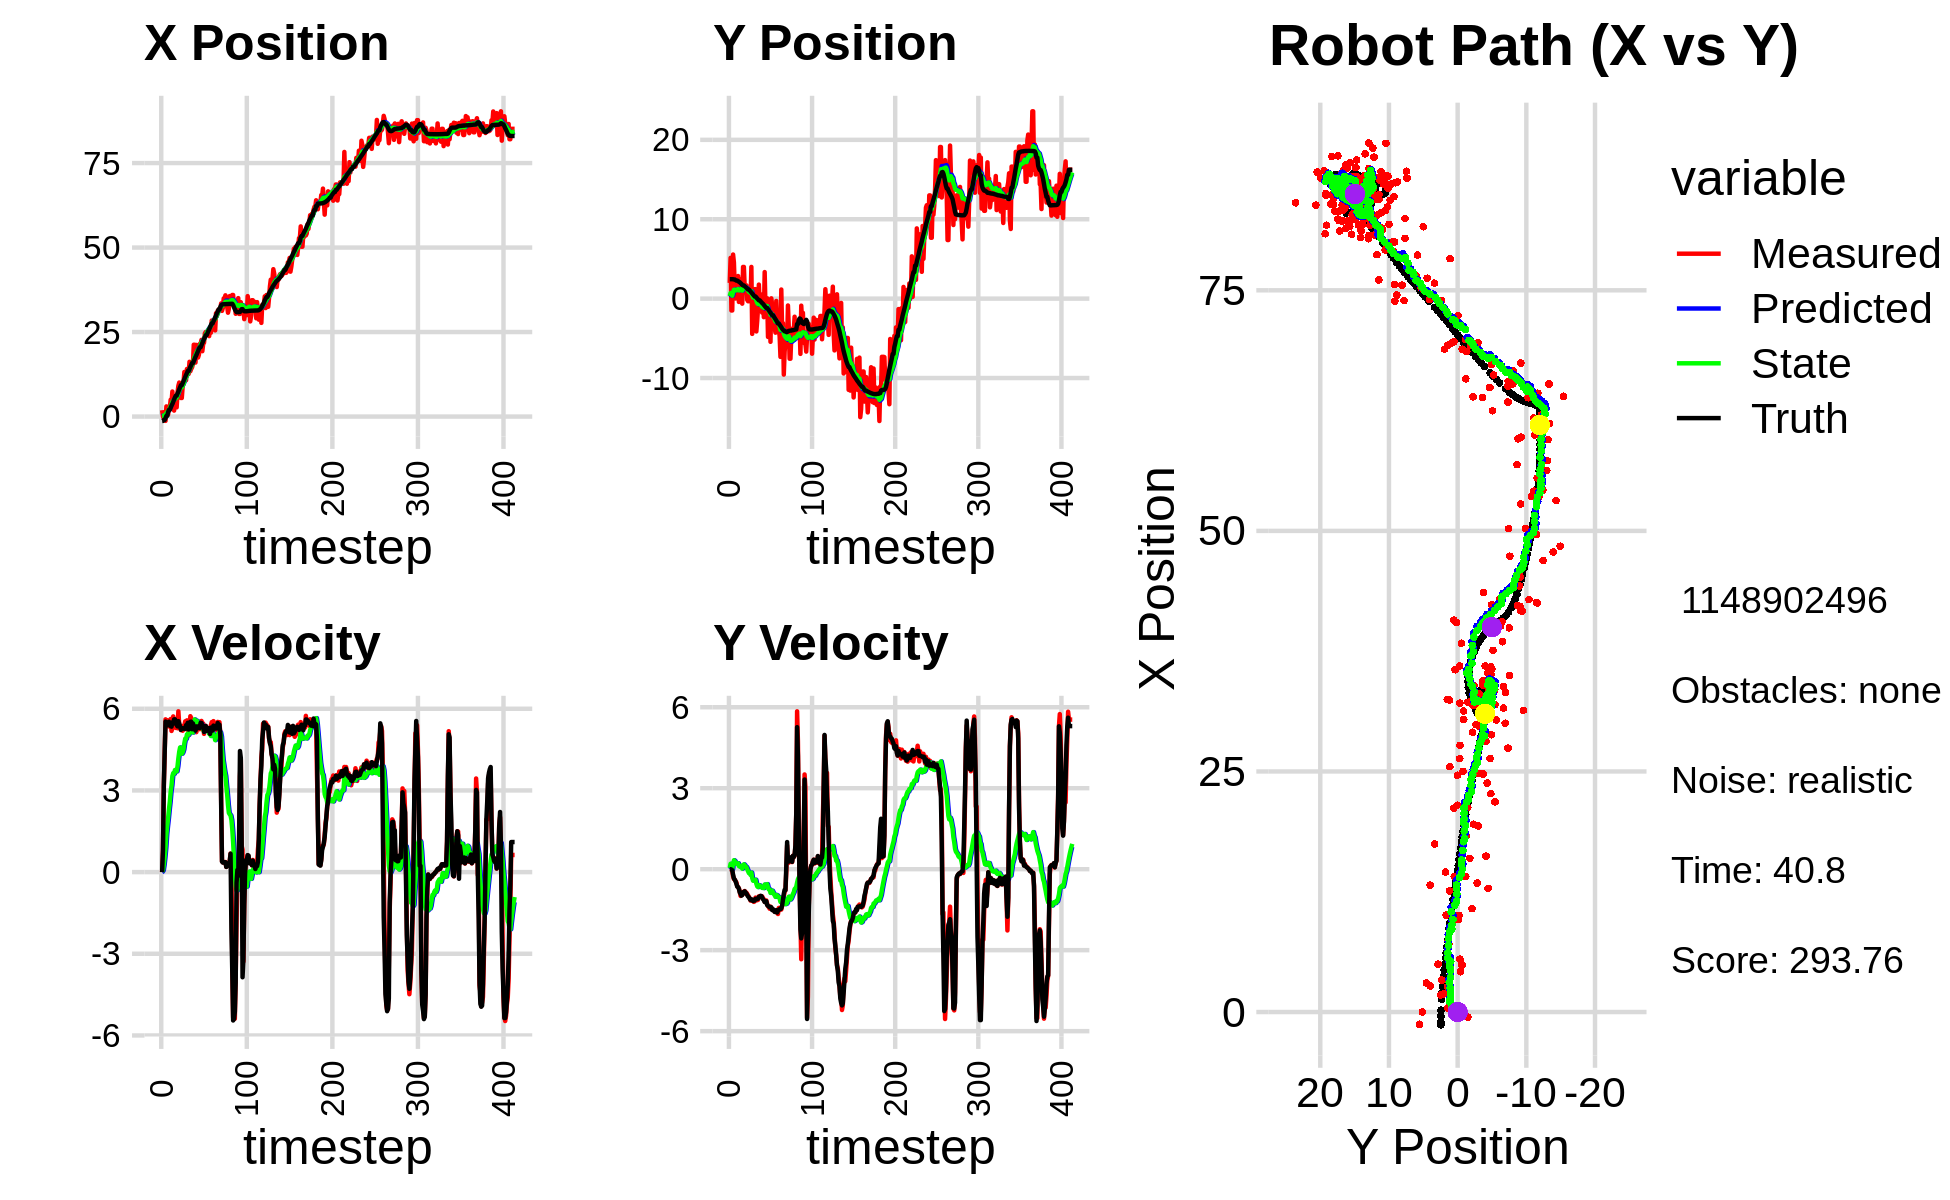 X Position
75
50
25
0
0 100 200 300 400
timestep
Y Position
20
10
0
-10
0 100 200 300 400
timestep
X Velocity
6
3
0
-3
-6
0 100 200 300 400
timestep
Y Velocity
6
3
0
-3
-6
0 100 200 300 400
timestep
Robot Path (X vs Y)
X Position
75
50
25
0
20 10 0 -10 -20
Y Position
variable
Measured
Predicted
State
Truth
1148902496
Obstacles: none
Noise: realistic
Time: 40.8
Score: 293.76